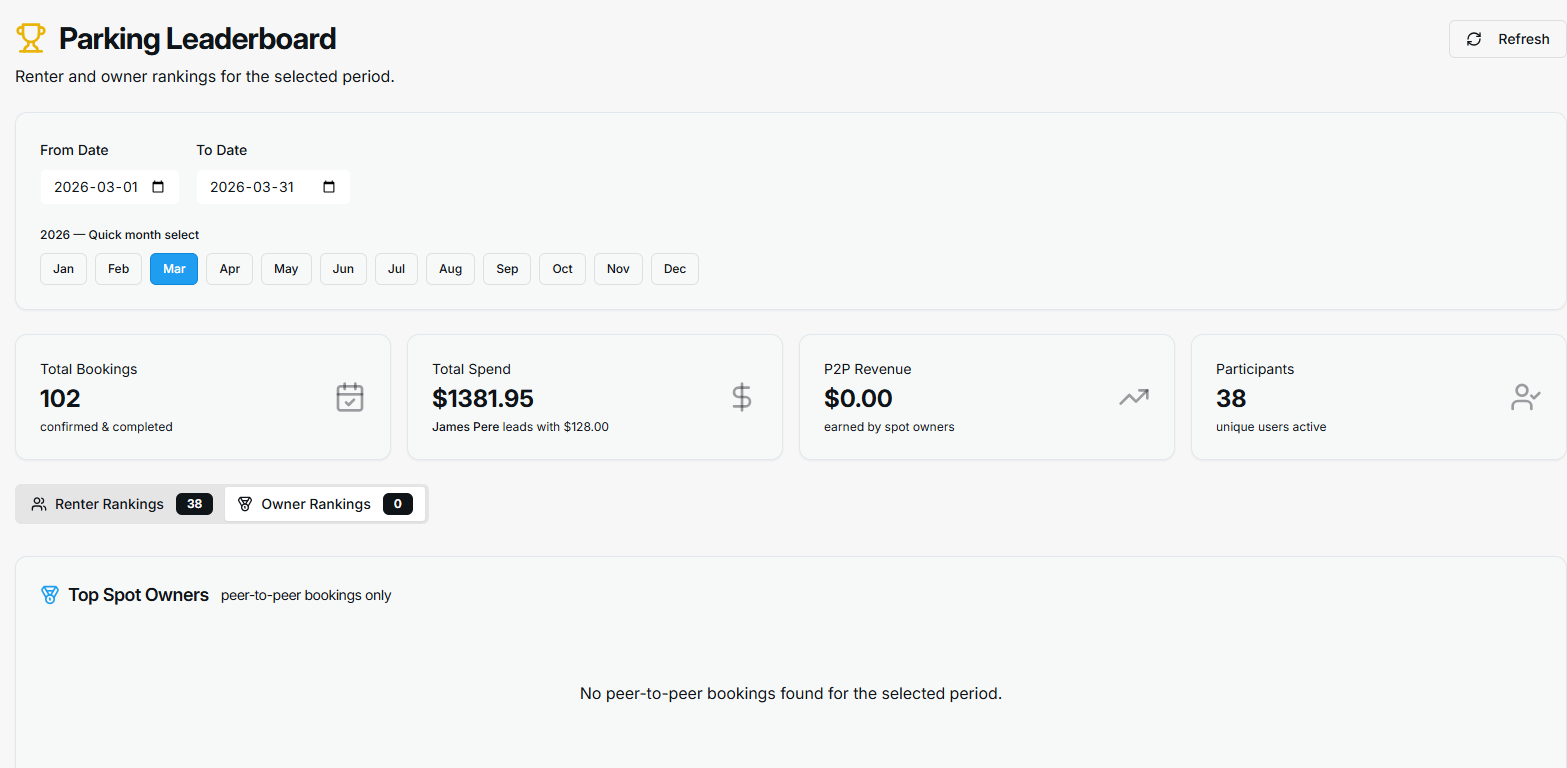 Parking Leaderboard
Refresh
Renter and owner rankings for the selected period.
From Date
To Date
2026-03-01
2026-03-31
2026 — Quick month select
Jan Feb Mar Apr May Jun Jul Aug Sep Oct Nov Dec
Total Bookings
102
confirmed & completed
Total Spend
$1381.95
James Pere leads with $128.00
P2P Revenue
$0.00
earned by spot owners
Participants
38
unique users active
Renter Rankings 38
Owner Rankings 0
Top Spot Owners peer-to-peer bookings only
No peer-to-peer bookings found for the selected period.